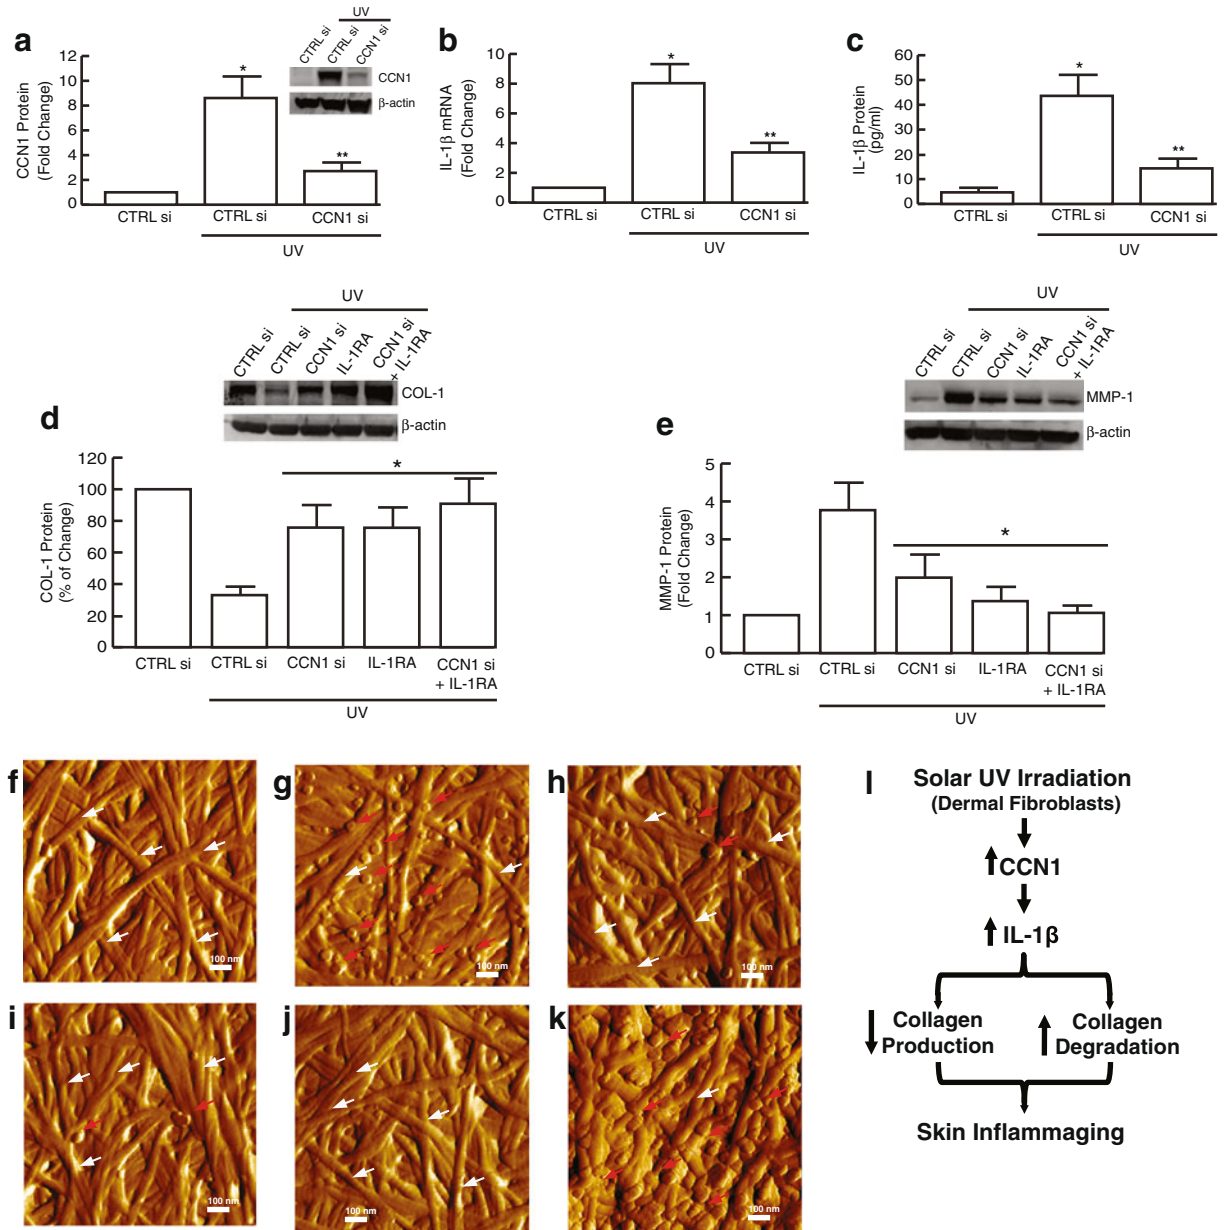 a
CCN1 Protein
(Fold Change)
12
10
8
6
4
2
0
*
**
CTRL si
CTRL si
CCN1 si
UV
UV
CTRL si
CTRL si
CCN1 si
CCN1
β-actin
b
IL-1β mRNA
(Fold Change)
10
8
6
4
2
0
*
**
CTRL si
CTRL si
CCN1 si
UV
c
IL-1β Protein
(pg/ml)
60
50
40
30
20
10
0
*
**
CTRL si
CTRL si
CCN1 si
UV
d
UV
CTRL si
CTRL si
CCN1 si
IL-1RA
CCN1 si
+ IL-1RA
COL-1
β-actin
COL-1 Protein
(% of Change)
120
100
80
60
40
20
0
*
CTRL si
CTRL si
CCN1 si
IL-1RA
CCN1 si
+ IL-1RA
UV
e
UV
CTRL si
CTRL si
CCN1 si
IL-1RA
CCN1 si
+ IL-1RA
MMP-1
β-actin
MMP-1 Protein
(Fold Change)
5
4
3
2
1
0
*
CTRL si
CTRL si
CCN1 si
IL-1RA
CCN1 si
+ IL-1RA
UV
f
100 nm
g
100 nm
h
100 nm
i
100 nm
j
100 nm
k
100 nm
l
Solar UV Irradiation
(Dermal Fibroblasts)
CCN1
IL-1β
Collagen
Production
Collagen
Degradation
Skin Inflammaging